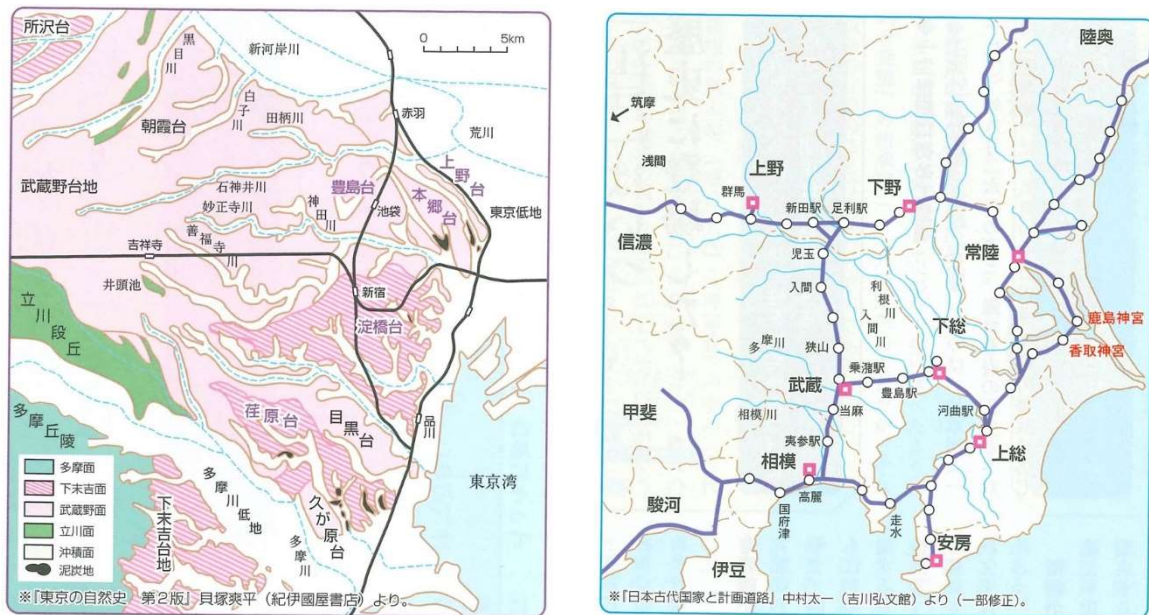 所沢台
黒目川
新河岸川
0 5km
白子川
朝霞台
田柄川
赤羽
荒川
上野台
武蔵野台地
石神井川
豊島台
本郷台
妙正寺川
神田川
池袋
東京低地
善福寺川
吉祥寺
井頭池
新宿
立川段丘
淀橋台
多摩丘陵
荏原台
目黒台
品川
多摩面
下末吉面
武蔵野面
立川面
沖積面
泥炭地
下末吉台地
多摩川低地
多摩川
久が原台
東京湾
※『東京の自然史 第2版』貝塚爽平(紀伊國屋書店)より。
陸奥
筑摩
浅間
上野
群馬
下野
新田駅
足利駅
信濃
児玉
常陸
入間
利根川
入間川
下総
鹿島神宮
香取神宮
多摩川
狭山
乗潴駅
武蔵
豊島駅
甲斐
相模川
当麻
河曲駅
夷参駅
相模
上総
高麗
駿河
国府津
走水
安房
伊豆
※『日本古代国家と計画道路』中村太一(吉川弘文館)より(一部修正)。